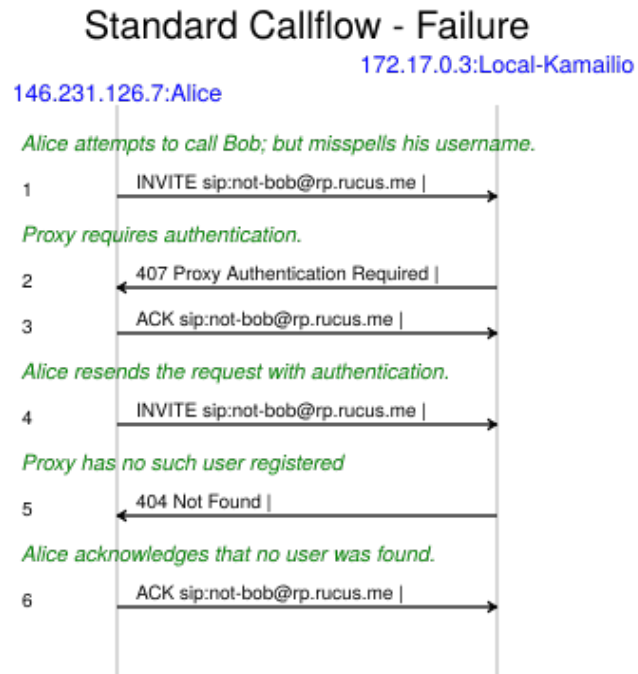 Standard Callflow - Failure
172.17.0.3:Local-Kamailio
146.231.126.7:Alice
Alice attempts to call Bob; but misspells his username.
1 INVITE sip:not-bob@rp.rucus.me |
Proxy requires authentication.
2 407 Proxy Authentication Required |
3 ACK sip:not-bob@rp.rucus.me |
Alice resends the request with authentication.
4 INVITE sip:not-bob@rp.rucus.me |
Proxy has no such user registered
5 404 Not Found |
Alice acknowledges that no user was found.
6 ACK sip:not-bob@rp.rucus.me |